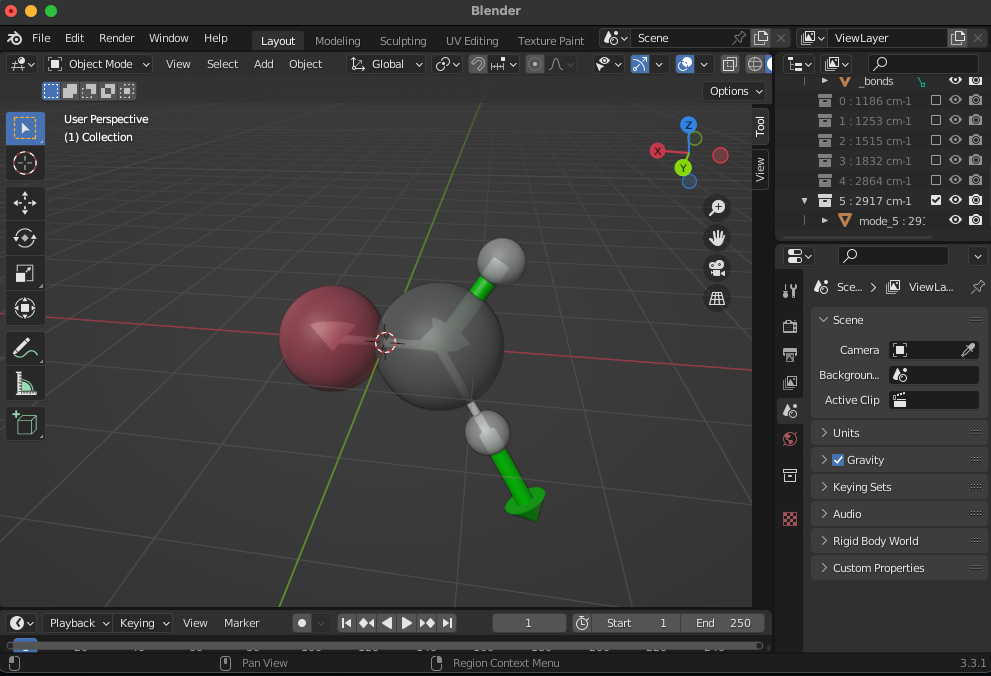 Blender
File Edit Render Window Help Layout Modeling Sculpting UV Editing Texture Paint Scene ViewLayer
Object Mode View Select Add Object Global
Options
User Perspective
(1) Collection
Z
X
Y
Tool
View
_bonds
0 : 1186 cm-1
1 : 1253 cm-1
2 : 1515 cm-1
3 : 1832 cm-1
4 : 2864 cm-1
5 : 2917 cm-1
mode_5 : 29
Sce... ViewLa...
Scene
Camera
Backgroun...
Active Clip
Units
Gravity
Keying Sets
Audio
Rigid Body World
Custom Properties
Playback Keying View Marker 1 Start 1 End 250
Pan View Region Context Menu 3.3.1